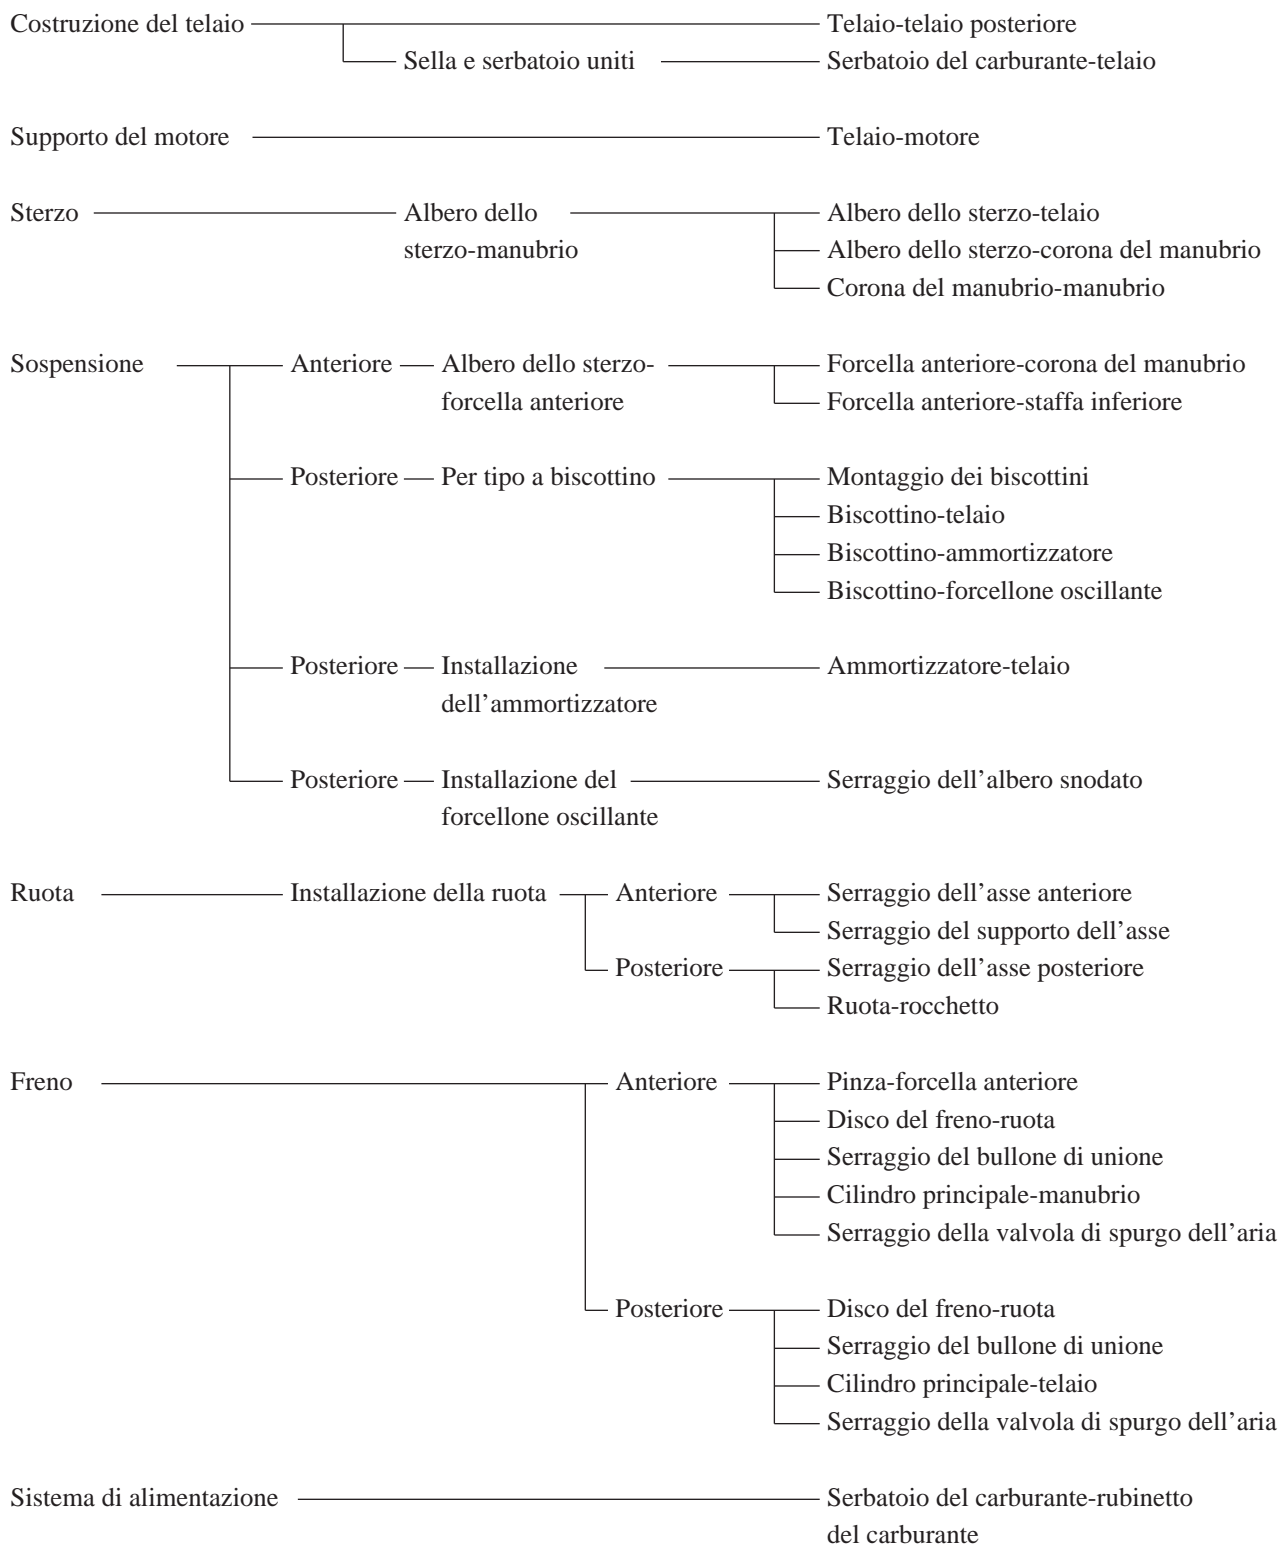 Costruzione del telaio Telaio-telaio posteriore
Sella e serbatoio uniti Serbatoio del carburante-telaio
Supporto del motore Telaio-motore
Sterzo Albero dello Albero dello sterzo-telaio
sterzo-manubrio Albero dello sterzo-corona del manubrio
Corona del manubrio-manubrio
Sospensione Anteriore Albero dello sterzo- Forcella anteriore-corona del manubrio
forcella anteriore Forcella anteriore-staffa inferiore
Posteriore Per tipo a biscottino Montaggio dei biscottini
Biscottino-telaio
Biscottino-ammortizzatore
Biscottino-forcellone oscillante
Posteriore Installazione Ammortizzatore-telaio
dell’ammortizzatore
Posteriore Installazione del Serraggio dell’albero snodato
forcellone oscillante
Ruota Installazione della ruota Anteriore Serraggio dell’asse anteriore
Serraggio del supporto dell’asse
Posteriore Serraggio dell’asse posteriore
Ruota-rocchetto
Freno Anteriore Pinza-forcella anteriore
Disco del freno-ruota
Serraggio del bullone di unione
Cilindro principale-manubrio
Serraggio della valvola di spurgo dell’aria
Posteriore Disco del freno-ruota
Serraggio del bullone di unione
Cilindro principale-telaio
Serraggio della valvola di spurgo dell’aria
Sistema di alimentazione Serbatoio del carburante-rubinetto
del carburante